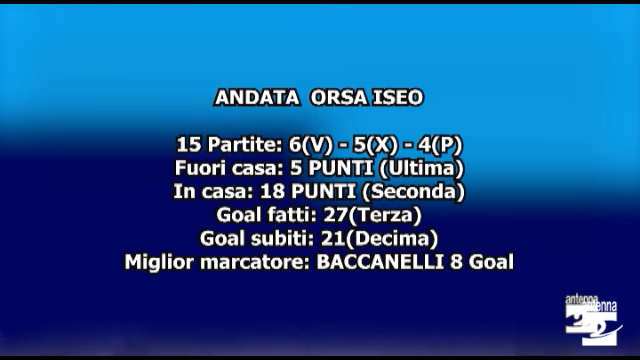 ANDATA ORSA ISEO
15 Partite: 6(V) - 5(X) - 4(P)
Fuori casa: 5 PUNTI (Ultima)
In casa: 18 PUNTI (Seconda)
Goal fatti: 27(Terza)
Goal subiti: 21(Decima)
Miglior marcatore: BACCANELLI 8 Goal
antenna